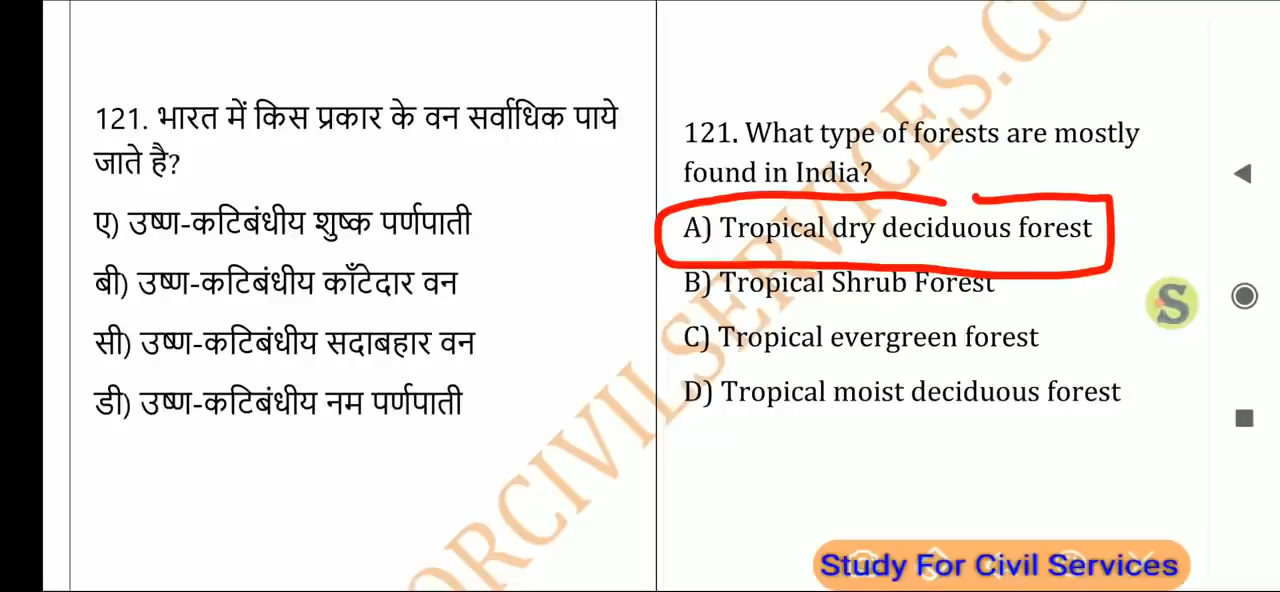 121. भारत में किस प्रकार के वन सर्वाधिक पाये
जाते है?
ए) उष्ण-कटिबंधीय शुष्क पर्णपाती
बी) उष्ण-कटिबंधीय काँटेदार वन
सी) उष्ण-कटिबंधीय सदाबहार वन
डी) उष्ण-कटिबंधीय नम पर्णपाती
121. What type of forests are mostly
found in India?
A) Tropical dry deciduous forest
B) Tropical Shrub Forest
C) Tropical evergreen forest
D) Tropical moist deciduous forest
ORCIVILSERVICES.CO
S
Study For Civil Services